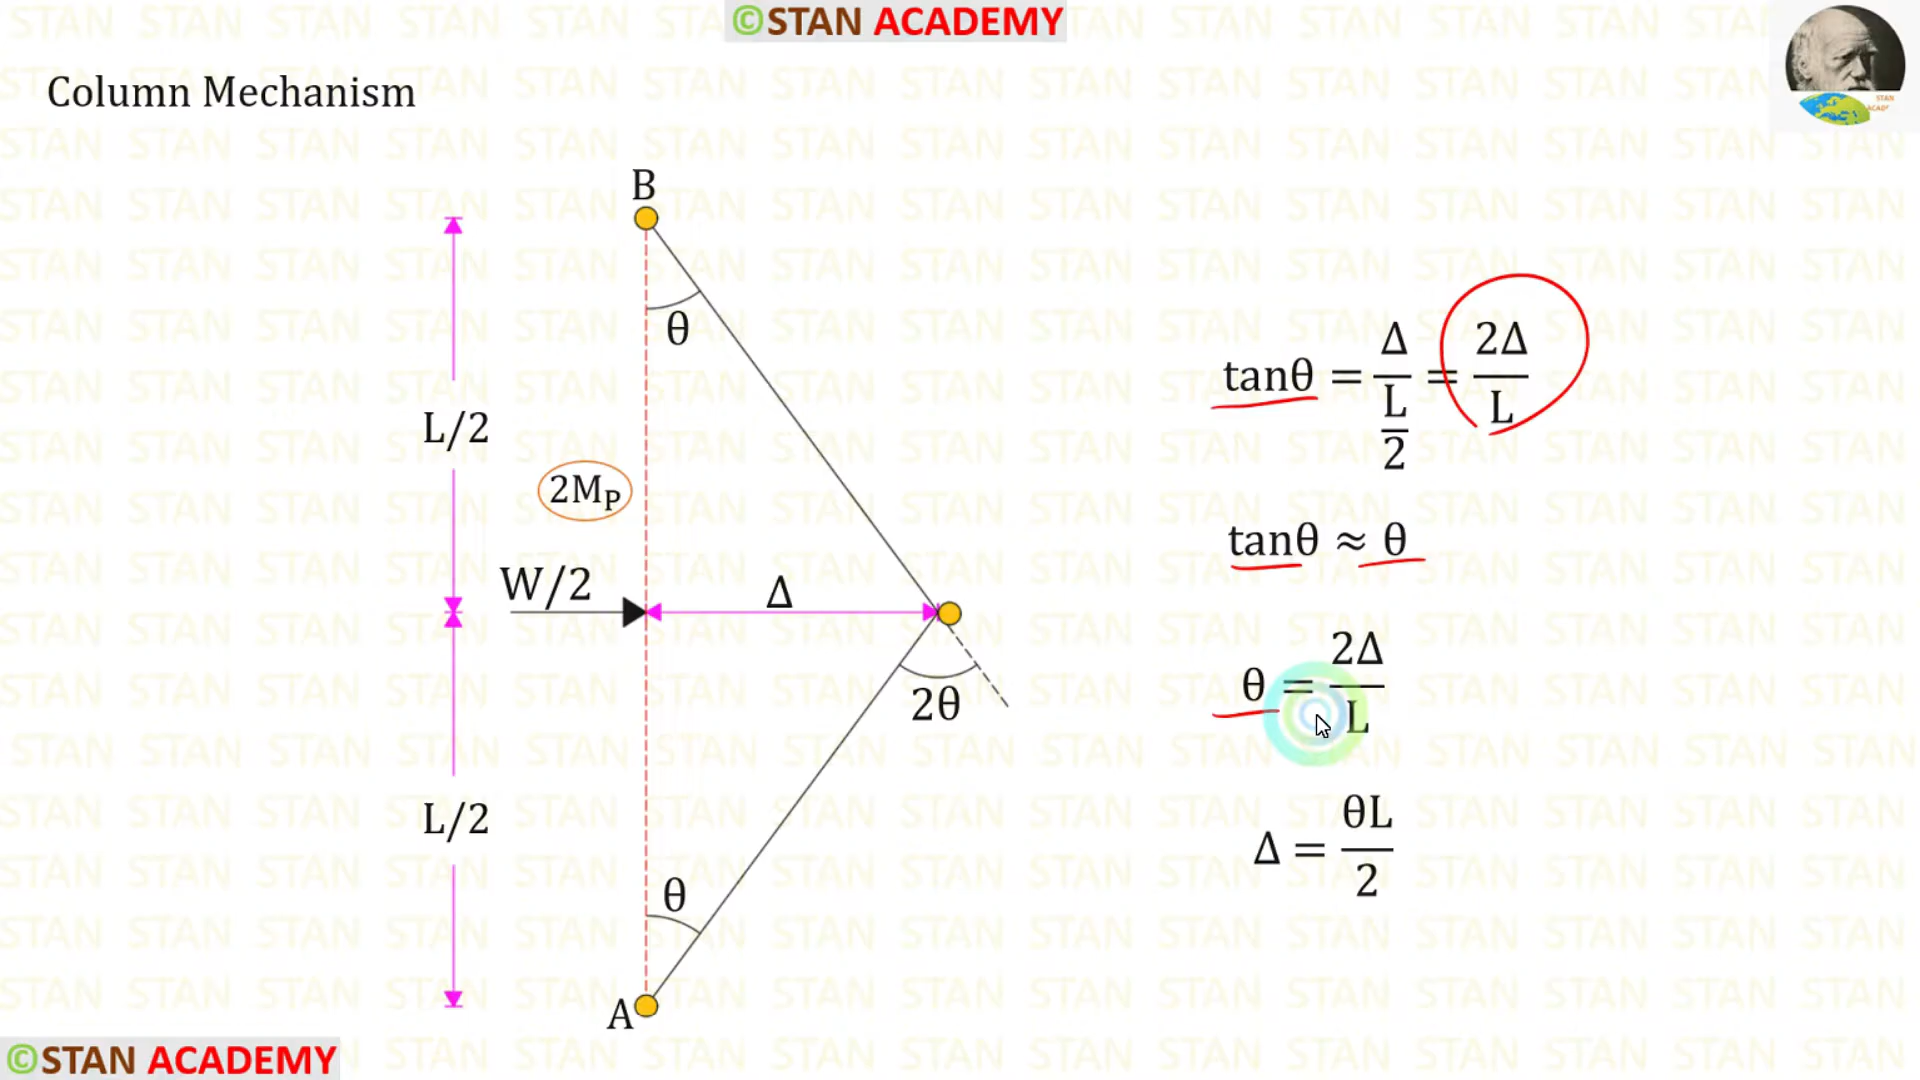 ©STAN ACADEMY
Column Mechanism
B
θ
tanθ = Δ/(L/2) = 2Δ/L
L/2
2Mₚ
tanθ ≈ θ
W/2
Δ
2θ
θ = 2Δ/L
L/2
Δ = θL/2
θ
A
©STAN ACADEMY